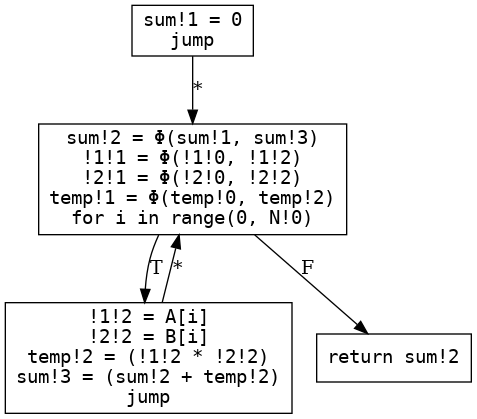 sum!1 = 0
jump
*
sum!2 = Φ(sum!1, sum!3)
!1!1 = Φ(!1!0, !1!2)
!2!1 = Φ(!2!0, !2!2)
temp!1 = Φ(temp!0, temp!2)
for i in range(0, N!0)
T
*
F
!1!2 = A[i]
!2!2 = B[i]
temp!2 = (!1!2 * !2!2)
sum!3 = (sum!2 + temp!2)
jump
return sum!2